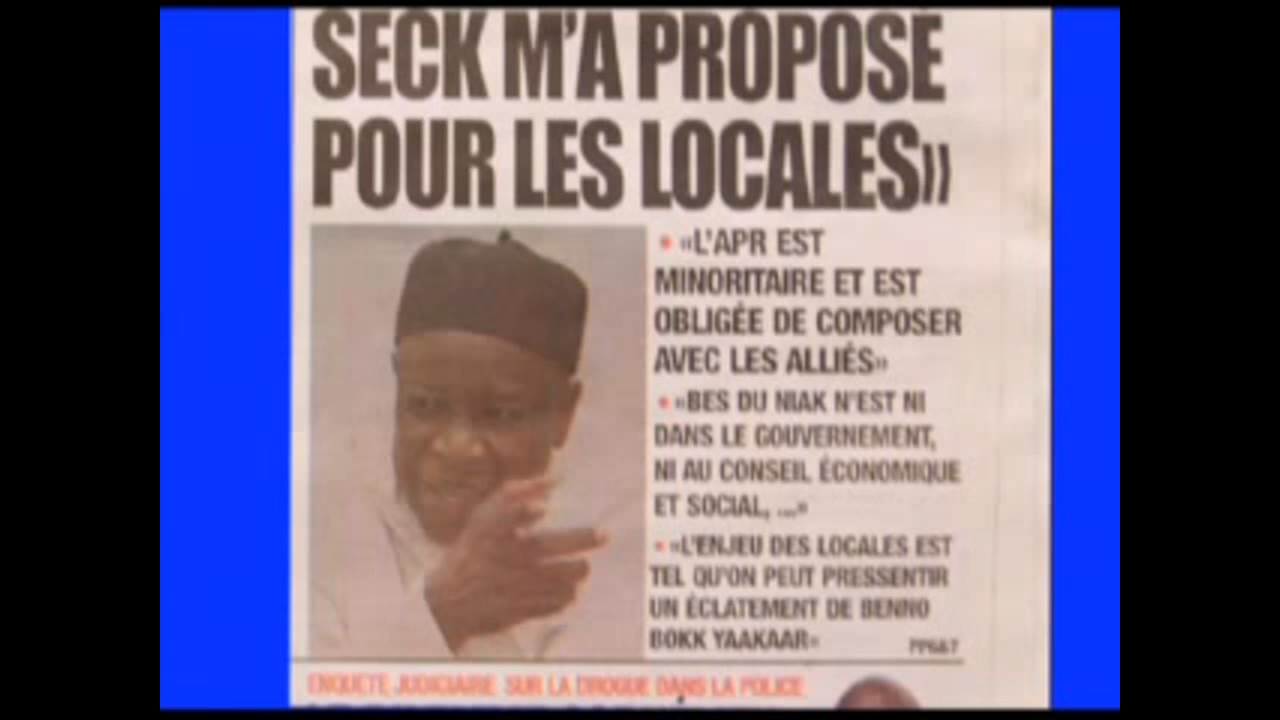 SECK M'A PROPOSÉ
POUR LES LOCALES»
• «L'APR EST
MINORITAIRE ET EST
OBLIGÉE DE COMPOSER
AVEC LES ALLIÉS»
• «BES DU NIAK N'EST NI
DANS LE GOUVERNEMENT,
NI AU CONSEIL ÉCONOMIQUE
ET SOCIAL, ...»
• «L'ENJEU DES LOCALES EST
TEL QU'ON PEUT PRESSENTIR
UN ÉCLATEMENT DE BENNO
BOKK YAAKAAR»
PP6&7
ENQUÊTE JUDICIAIRE SUR LA DROGUE DANS LA POLICE